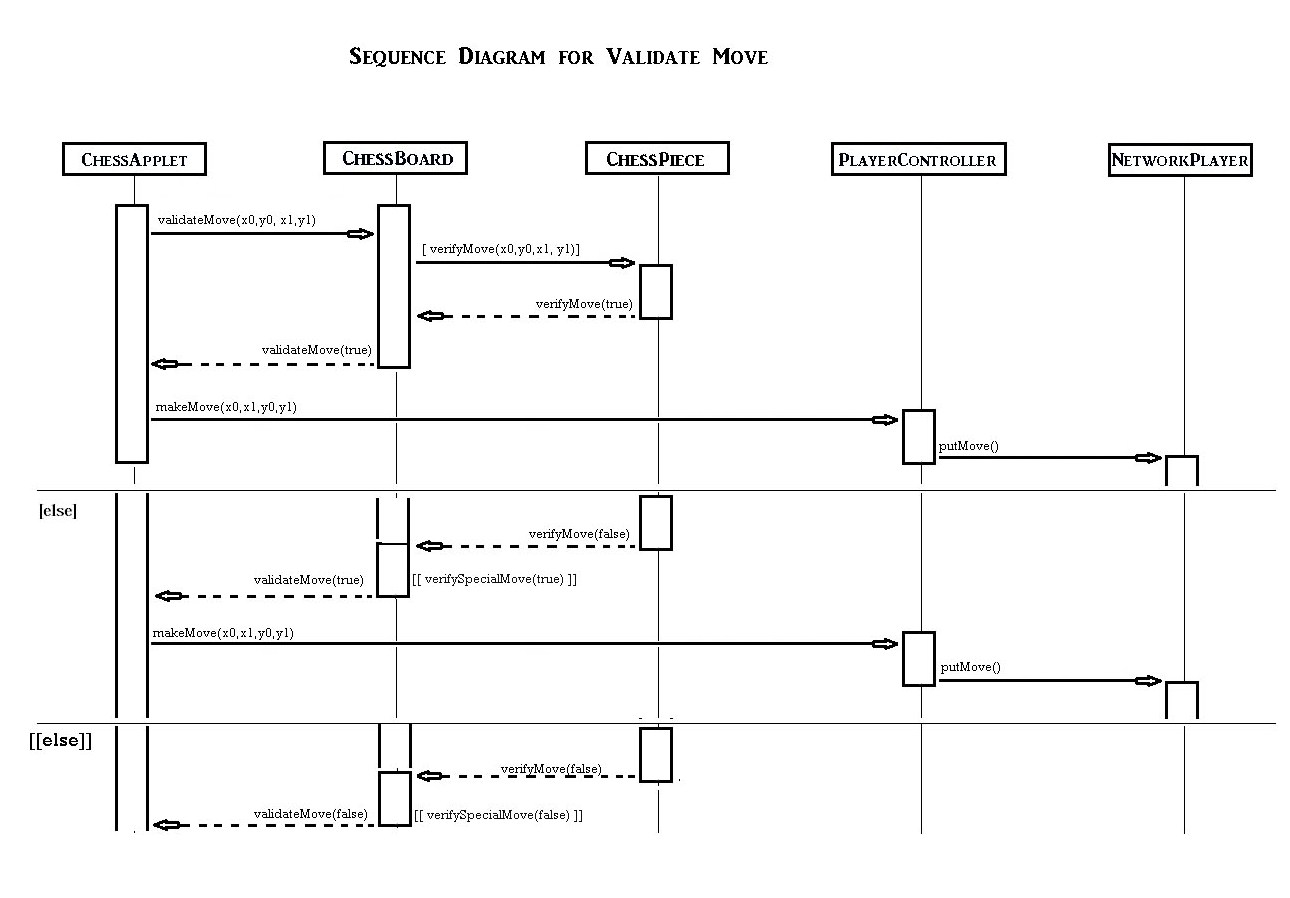 Sequence Diagram for Validate Move
ChessApplet
ChessBoard
ChessPiece
PlayerController
NetworkPlayer
validateMove(x0,y0, x1,y1)
[ verifyMove(x0,y0,x1, y1)]
verifyMove(true)
validateMove(true)
makeMove(x0,x1,y0,y1)
putMove()
[else]
verifyMove(false)
validateMove(true)
[[ verifySpecialMove(true) ]]
makeMove(x0,x1,y0,y1)
putMove()
[[else]]
verifyMove(false)
validateMove(false)
[[ verifySpecialMove(false) ]]